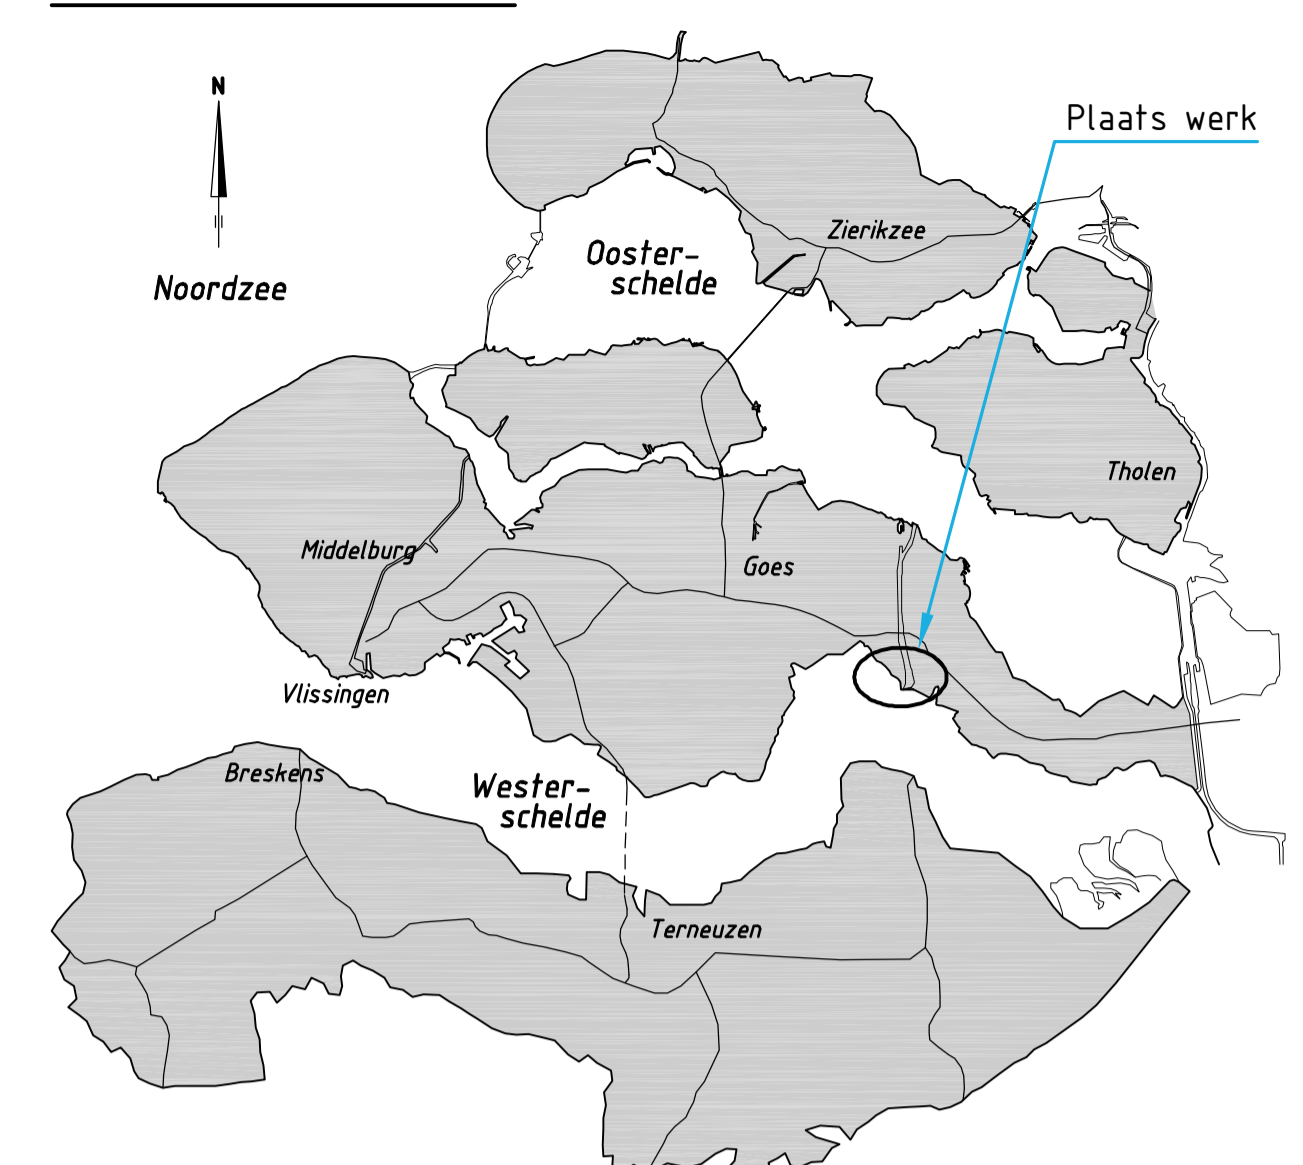 Plaats werk
N
Zierikzee
Ooster-
schelde
Noordzee
Tholen
Middelburg
Goes
Vlissingen
Breskens
Wester-
schelde
Terneuzen